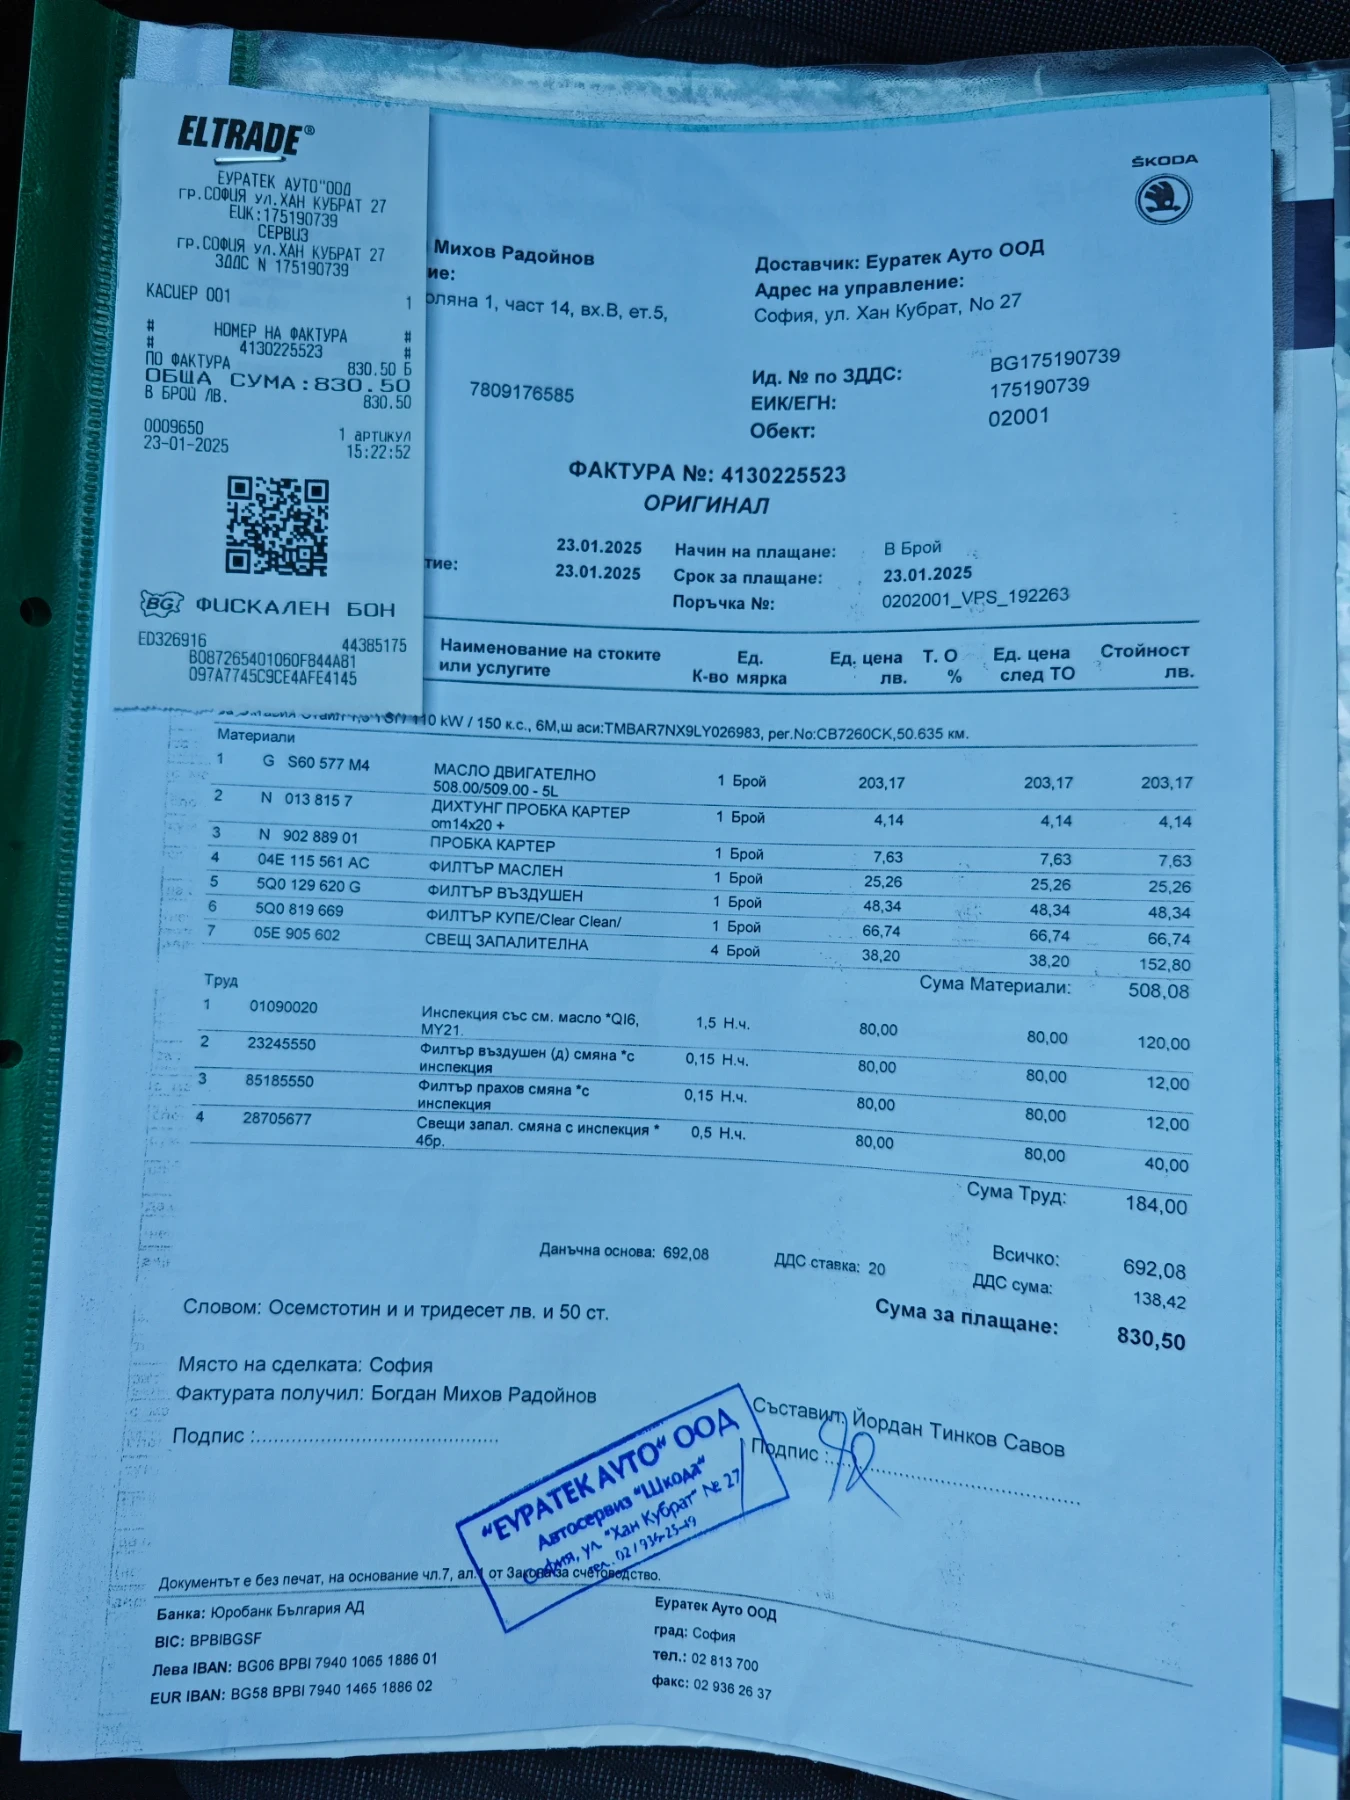 ELTRADE®
ЕУРАТЕК АУТО"ООД
гр.СОФИЯ ул.ХАН КУБРАТ 27
ЕИК:175190739
СЕРВИЗ
гр.СОФИЯ ул.ХАН КУБРАТ 27
ЗДДС N 175190739
КАСИЕР 001 1
# НОМЕР НА ФАКТУРА #
# 4130225523 #
ПО ФАКТУРА 830.50 Б
ОБЩА СУМА:830.50
В БРОЙ ЛВ. 830.50
0009650 1 артикул
23-01-2025 15:22:52
BG ФИСКАЛЕН БОН
ED326916 44385175
B087265401060F844A81
097A7745C9CE4AFE4145
ŠKODA
Михов Радойнов
ие:
оляна 1, част 14, вх.В, ет.5,
7809176585
Доставчик: Еуратек Ауто ООД
Адрес на управление:
София, ул. Хан Кубрат, No 27
Ид. № по ЗДДС: BG175190739
ЕИК/ЕГН: 175190739
Обект: 02001
ФАКТУРА №: 4130225523
ОРИГИНАЛ
23.01.2025 Начин на плащане: В Брой
тие: 23.01.2025 Срок за плащане: 23.01.2025
Поръчка №: 0202001_VPS_192263
Наименование на стоките или услугите К-во Ед. мярка Ед. цена лв. Т. О % Ед. цена след ТО Стойност лв.
110 kW / 150 к.с., 6М,ш аси:TMBAR7NX9LY026983, рег.No:CB7260CK,50.635 км.
Материали
1 G S60 577 M4 МАСЛО ДВИГАТЕЛНО 1 Брой 203,17 203,17 203,17
508.00/509.00 - 5L
2 N 013 815 7 ДИХТУНГ ПРОБКА КАРТЕР 1 Брой 4,14 4,14 4,14
om14x20 +
3 N 902 889 01 ПРОБКА КАРТЕР 1 Брой 7,63 7,63 7,63
4 04E 115 561 AC ФИЛТЪР МАСЛЕН 1 Брой 25,26 25,26 25,26
5 5Q0 129 620 G ФИЛТЪР ВЪЗДУШЕН 1 Брой 48,34 48,34 48,34
6 5Q0 819 669 ФИЛТЪР КУПЕ/Clear Clean/ 1 Брой 66,74 66,74 66,74
7 05E 905 602 СВЕЩ ЗАПАЛИТЕЛНА 4 Брой 38,20 38,20 152,80
Сума Материали: 508,08
Труд
1 01090020 Инспекция със см. масло *QI6, 1,5 Н.ч. 80,00 80,00 120,00
MY21.
2 23245550 Филтър въздушен (д) смяна *с 0,15 Н.ч. 80,00 80,00 12,00
инспекция
3 85185550 Филтър прахов смяна *с 0,15 Н.ч. 80,00 80,00 12,00
инспекция
4 28705677 Свещи запал. смяна с инспекция * 0,5 Н.ч. 80,00 80,00 40,00
4бр.
Сума Труд: 184,00
Данъчна основа: 692,08 ДДС ставка: 20 Всичко: 692,08
ДДС сума: 138,42
Словом: Осемстотин и и тридесет лв. и 50 ст. Сума за плащане: 830,50
Място на сделката: София
Фактурата получил: Богдан Михов Радойнов
Съставил: Йордан Тинков Савов
Подпис :
Подпис :
"ЕУРАТЕК АУТО" ООД
Автосервиз "Шкода"
София, ул. "Хан Кубрат" № 27
тел. 02/936-25-19
Документът е без печат, на основание чл.7, ал.1 от Закона за счетоводство.
Банка: Юробанк България АД
BIC: BPBIBGSF
Лева IBAN: BG06 BPBI 7940 1065 1886 01
EUR IBAN: BG58 BPBI 7940 1465 1886 02
Еуратек Ауто ООД
град: София
тел.: 02 813 700
факс: 02 936 26 37